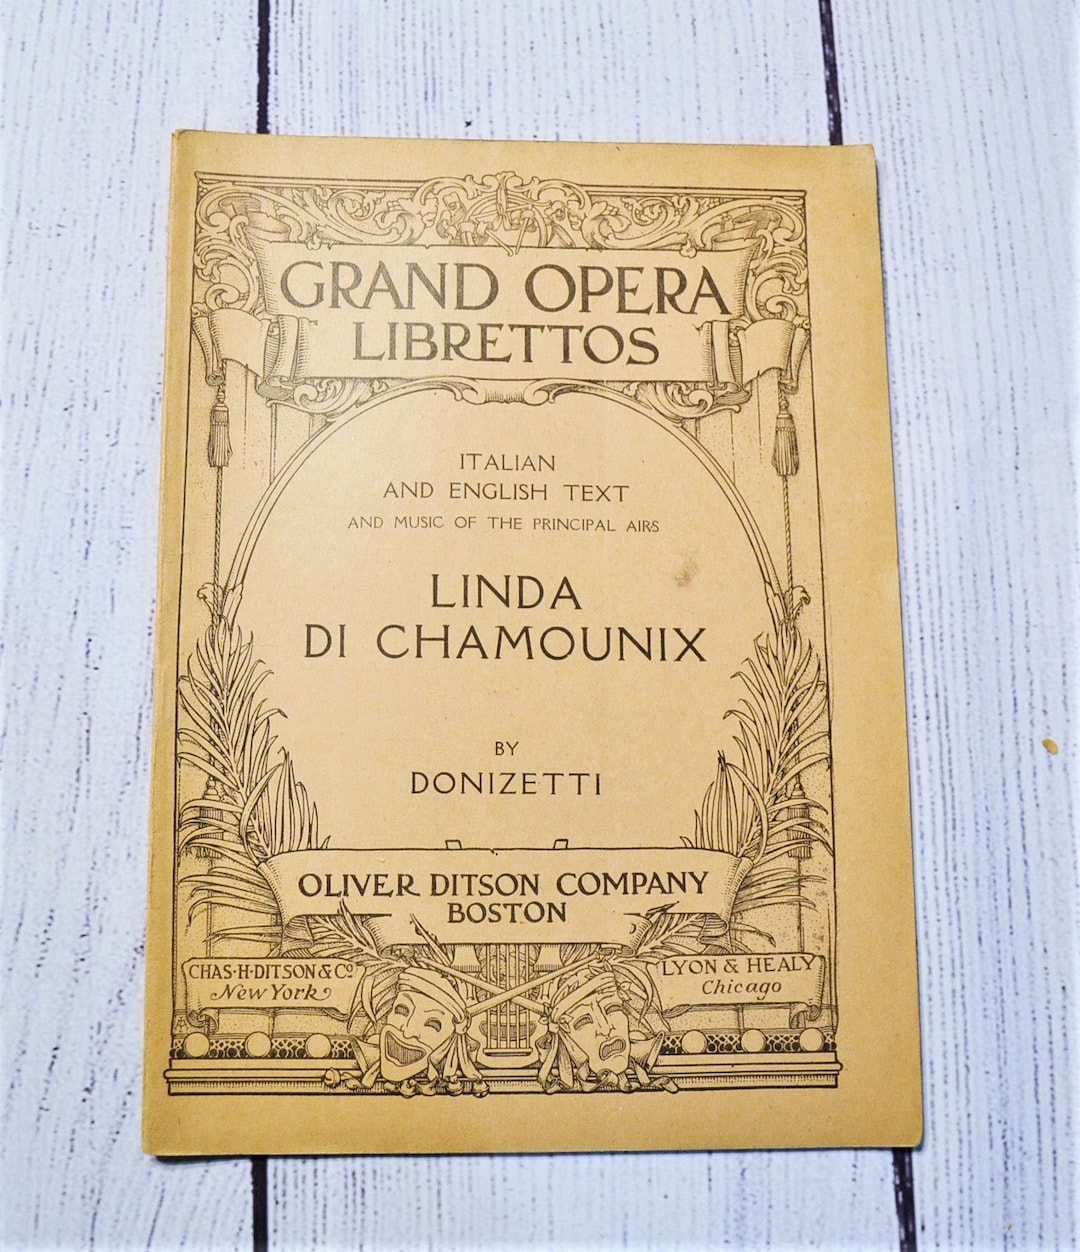 GRAND OPERA
LIBRETTOS
ITALIAN
AND ENGLISH TEXT
AND MUSIC OF THE PRINCIPAL AIRS
LINDA
DI CHAMOUNIX
BY
DONIZETTI
OLIVER DITSON COMPANY
BOSTON
CHAS·H·DITSON & Co
New York
LYON & HEALY
Chicago